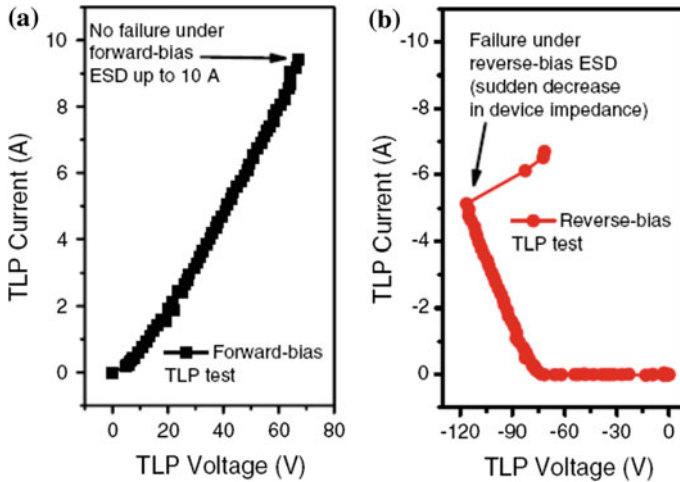 (a)
No failure under
forward-bias
ESD up to 10 A
10
8
6
4
2
0
TLP Current (A)
Forward-bias
TLP test
0 20 40 60 80
TLP Voltage (V)
(b)
Failure under
reverse-bias ESD
(sudden decrease
in device impedance)
-10
-8
-6
-4
-2
0
TLP Current (A)
Reverse-bias
TLP test
-120 -90 -60 -30 0
TLP Voltage (V)